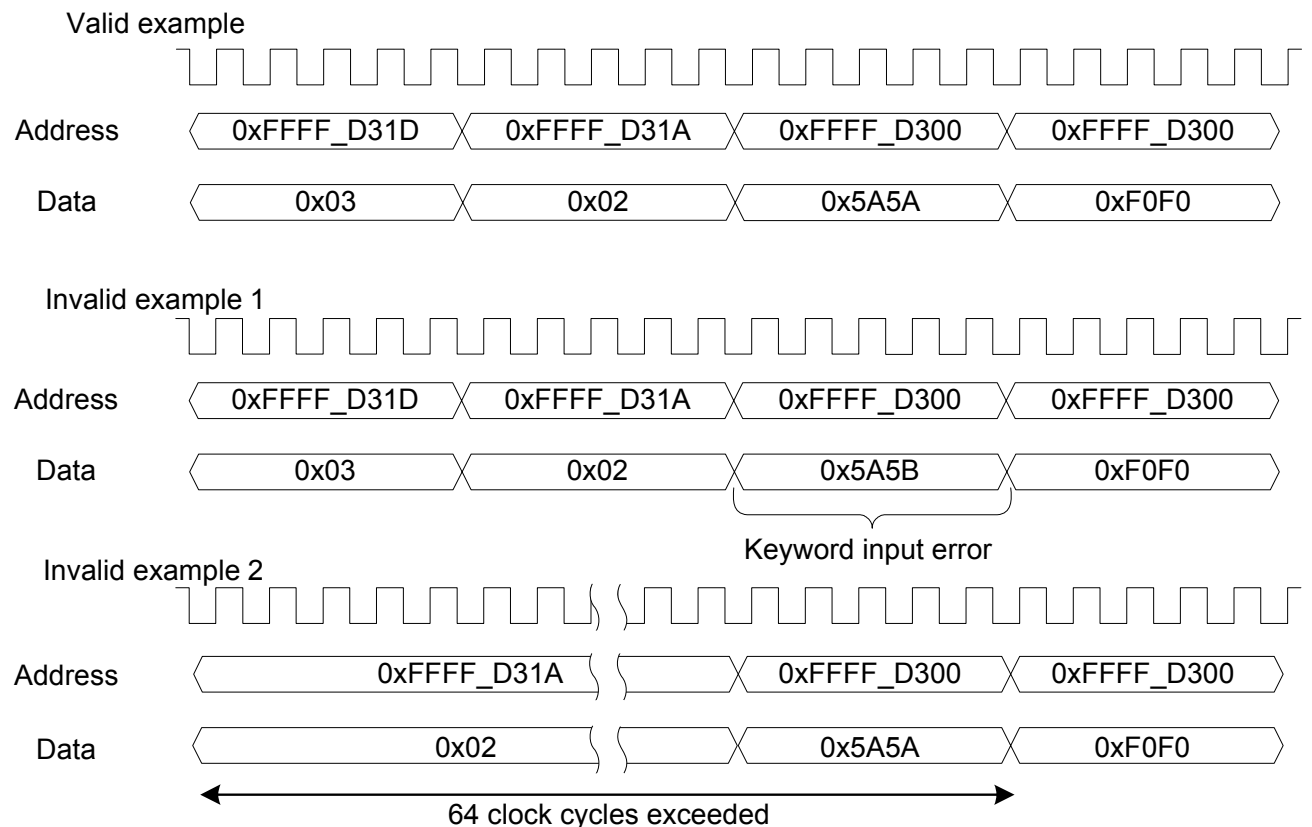 Valid example
Address 0xFFFF_D31D 0xFFFF_D31A 0xFFFF_D300 0xFFFF_D300
Data 0x03 0x02 0x5A5A 0xF0F0
Invalid example 1
Address 0xFFFF_D31D 0xFFFF_D31A 0xFFFF_D300 0xFFFF_D300
Data 0x03 0x02 0x5A5B 0xF0F0
Keyword input error
Invalid example 2
Address 0xFFFF_D31A 0xFFFF_D300 0xFFFF_D300
Data 0x02 0x5A5A 0xF0F0
64 clock cycles exceeded